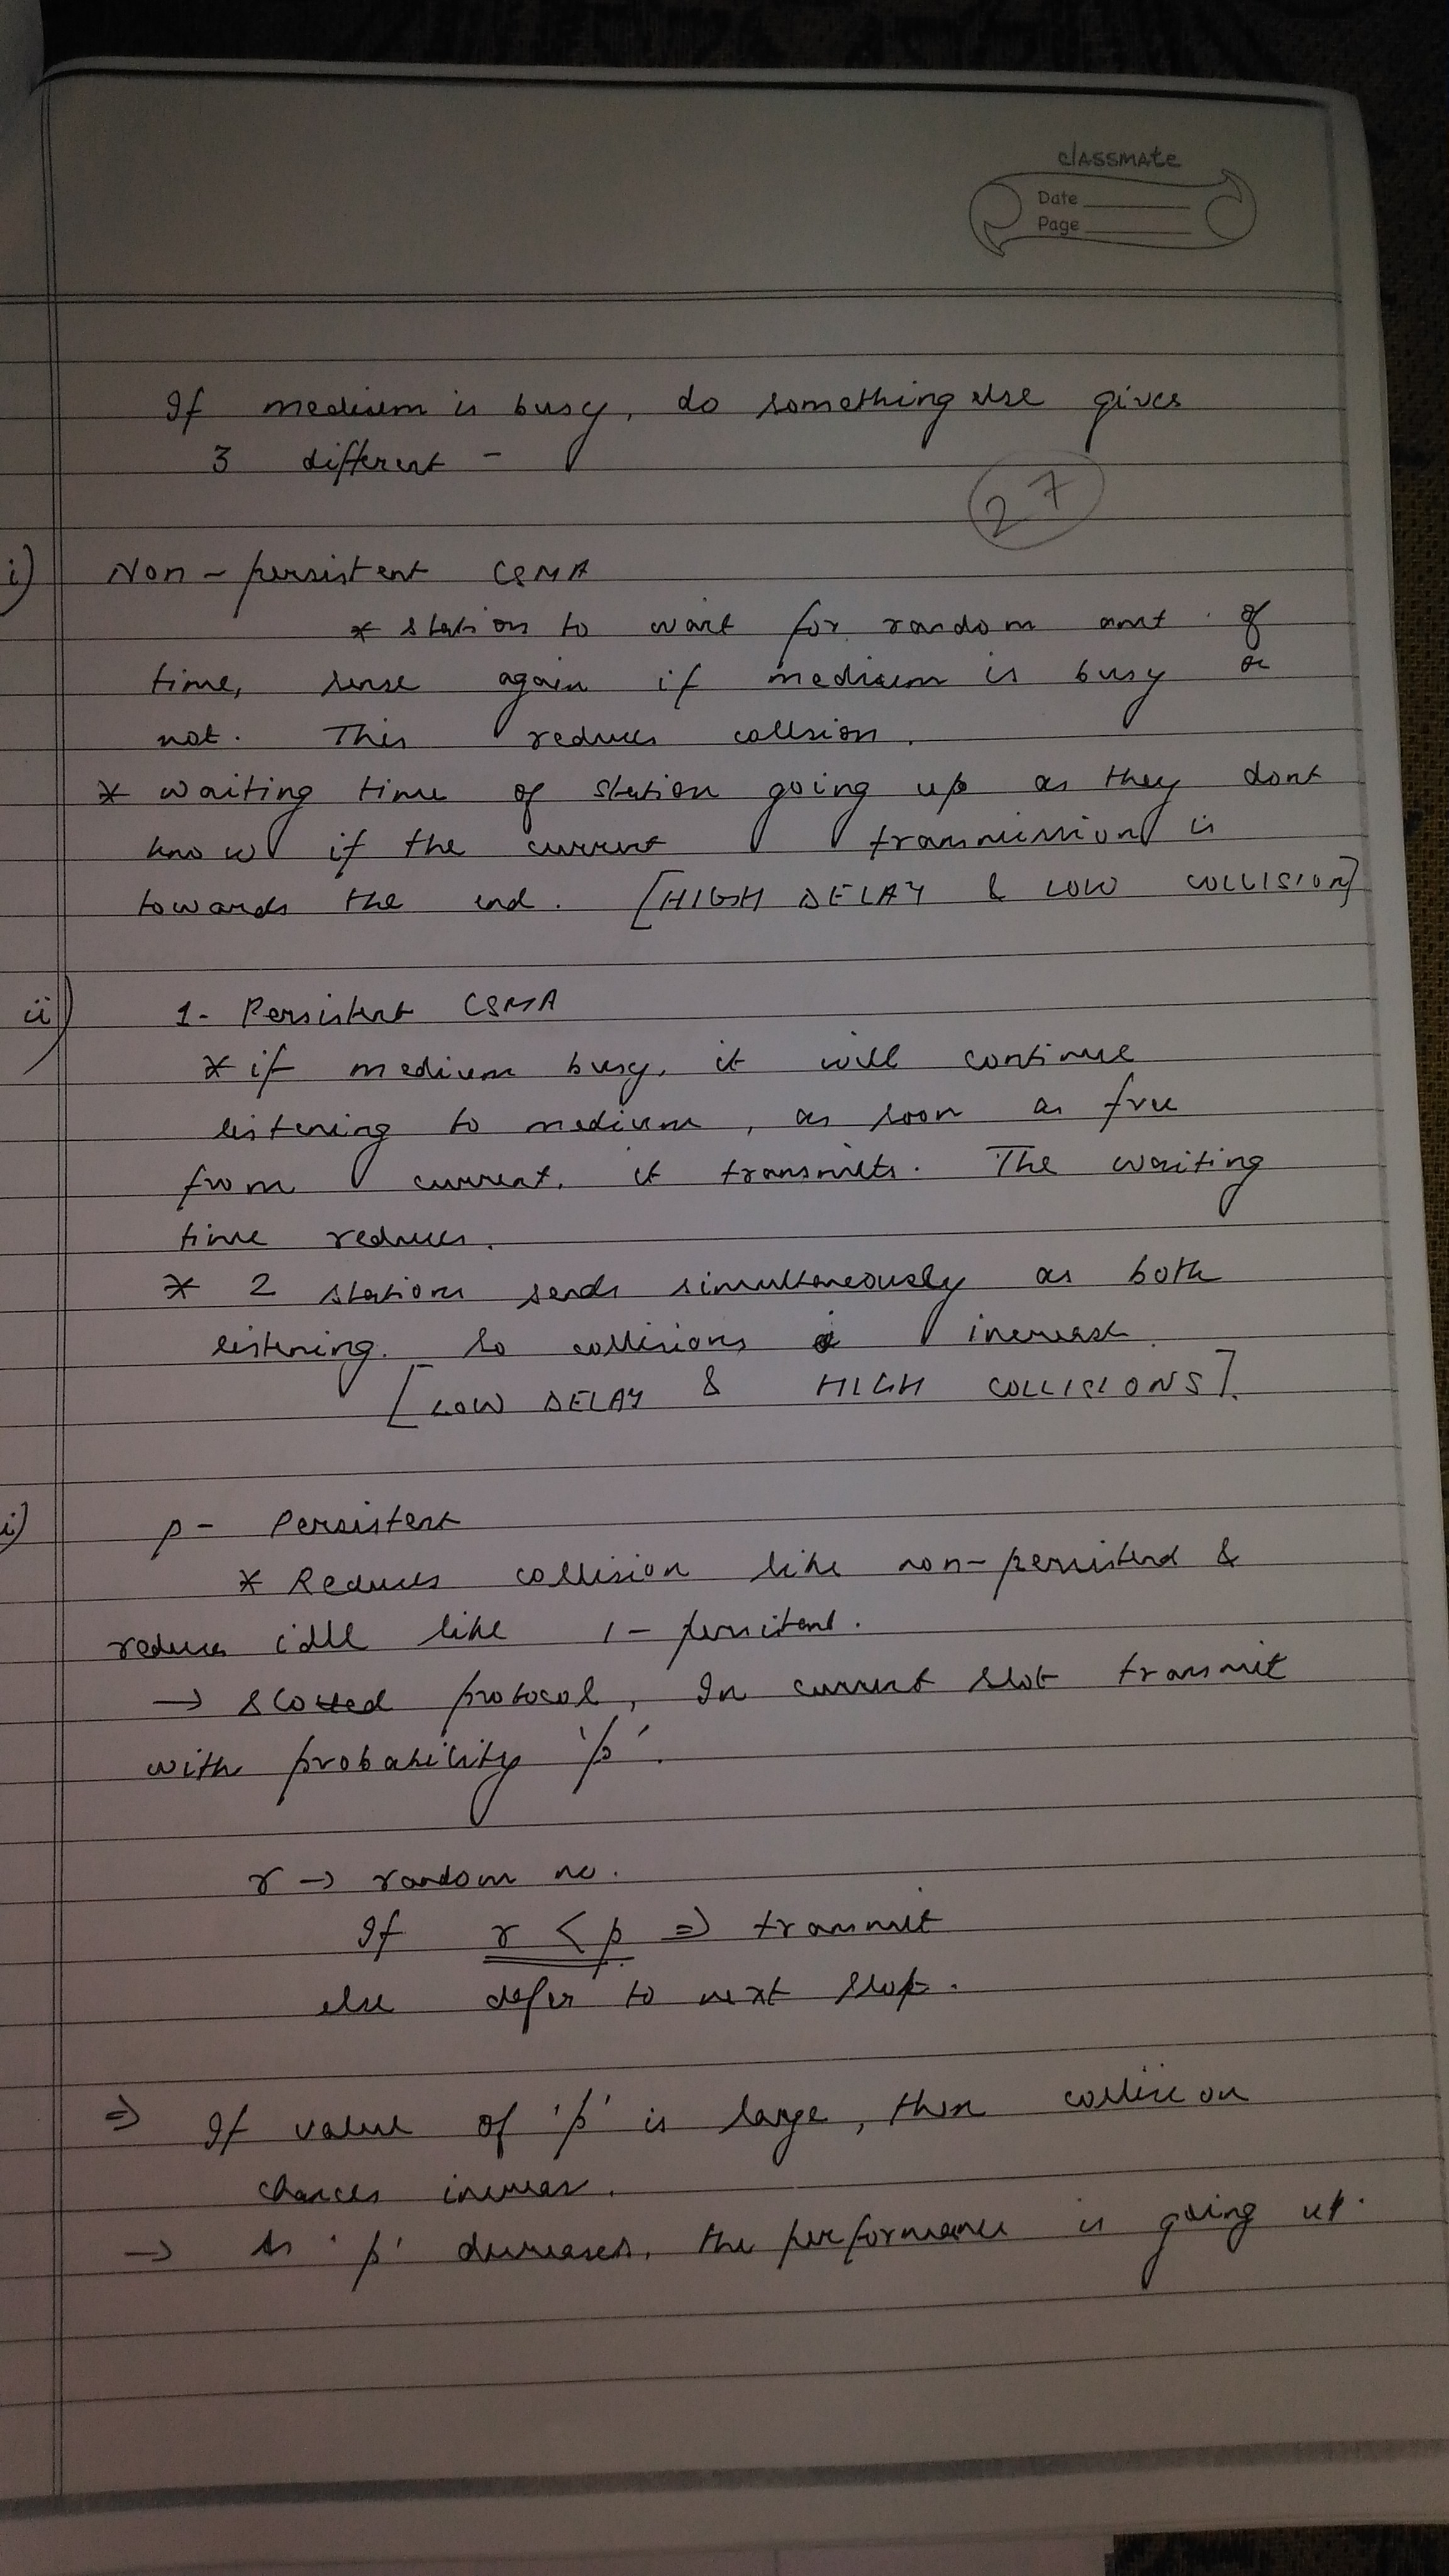 classmate
Date
Page
If medium is busy, do something else gives
3 different -
27
i) Non-persistent CSMA
* station to wait for random amt. of
time, sense again if medium is busy or
not. This reduces collision.
* waiting time of station going up as they dont
know if the current transmission is
towards the end. [HIGH DELAY & LOW COLLISION]
ii) 1- Persistent CSMA
* if medium busy, it will continue
listening to medium, as soon as free
from current, it transmits. The waiting
time reduces.
* 2 stations sends simultaneously as both
listening. So collisions increase.
[LOW DELAY & HIGH COLLISIONS].
i) p- Persistent
* Reduces collision like non-persistend &
reduces idle like 1- persitent.
→ slotted protocol, In current slot transmit
with probability 'p'.
r → random no.
If r < p ⇒ transmit
else defer to next slot.
⇒ If value of 'p' is large, then collision
chances increase.
→ As 'p' decreases, the performance is going up.